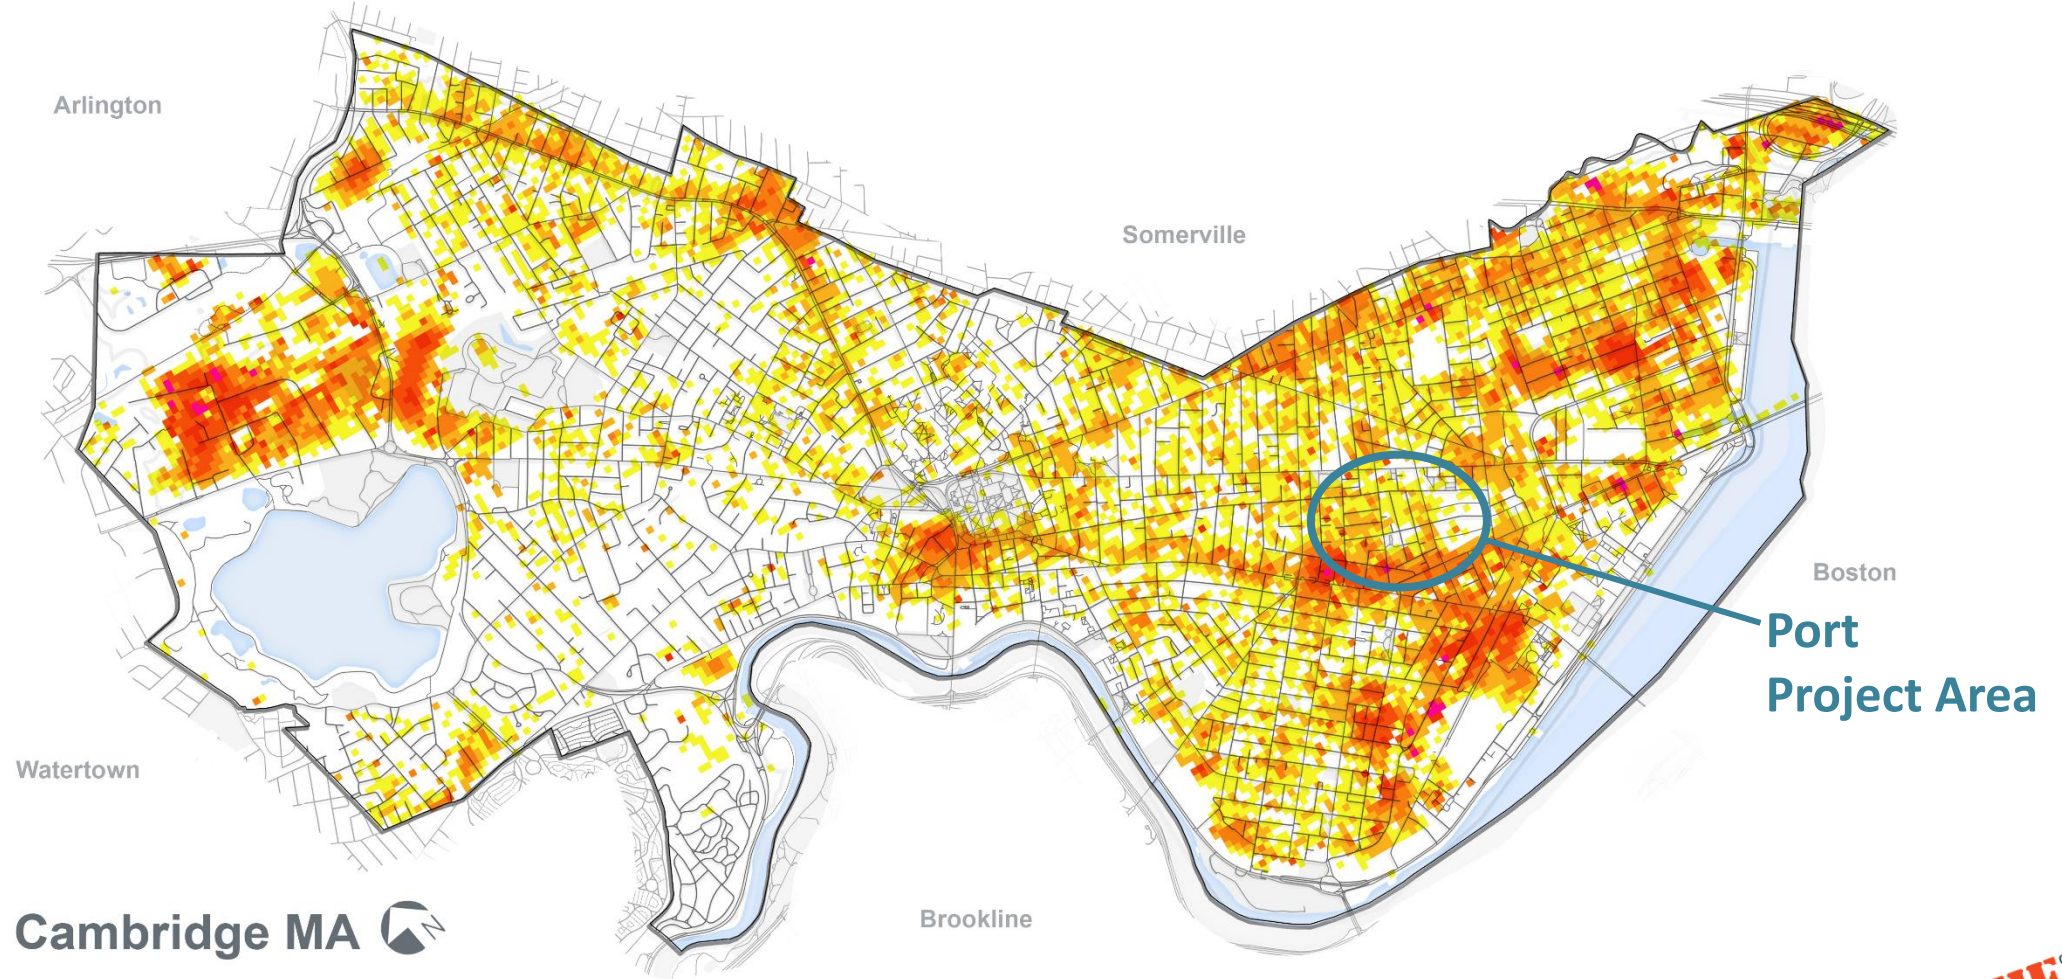 Arlington
Somerville
Boston
Port
Project Area
Watertown
Brookline
Cambridge MA
N